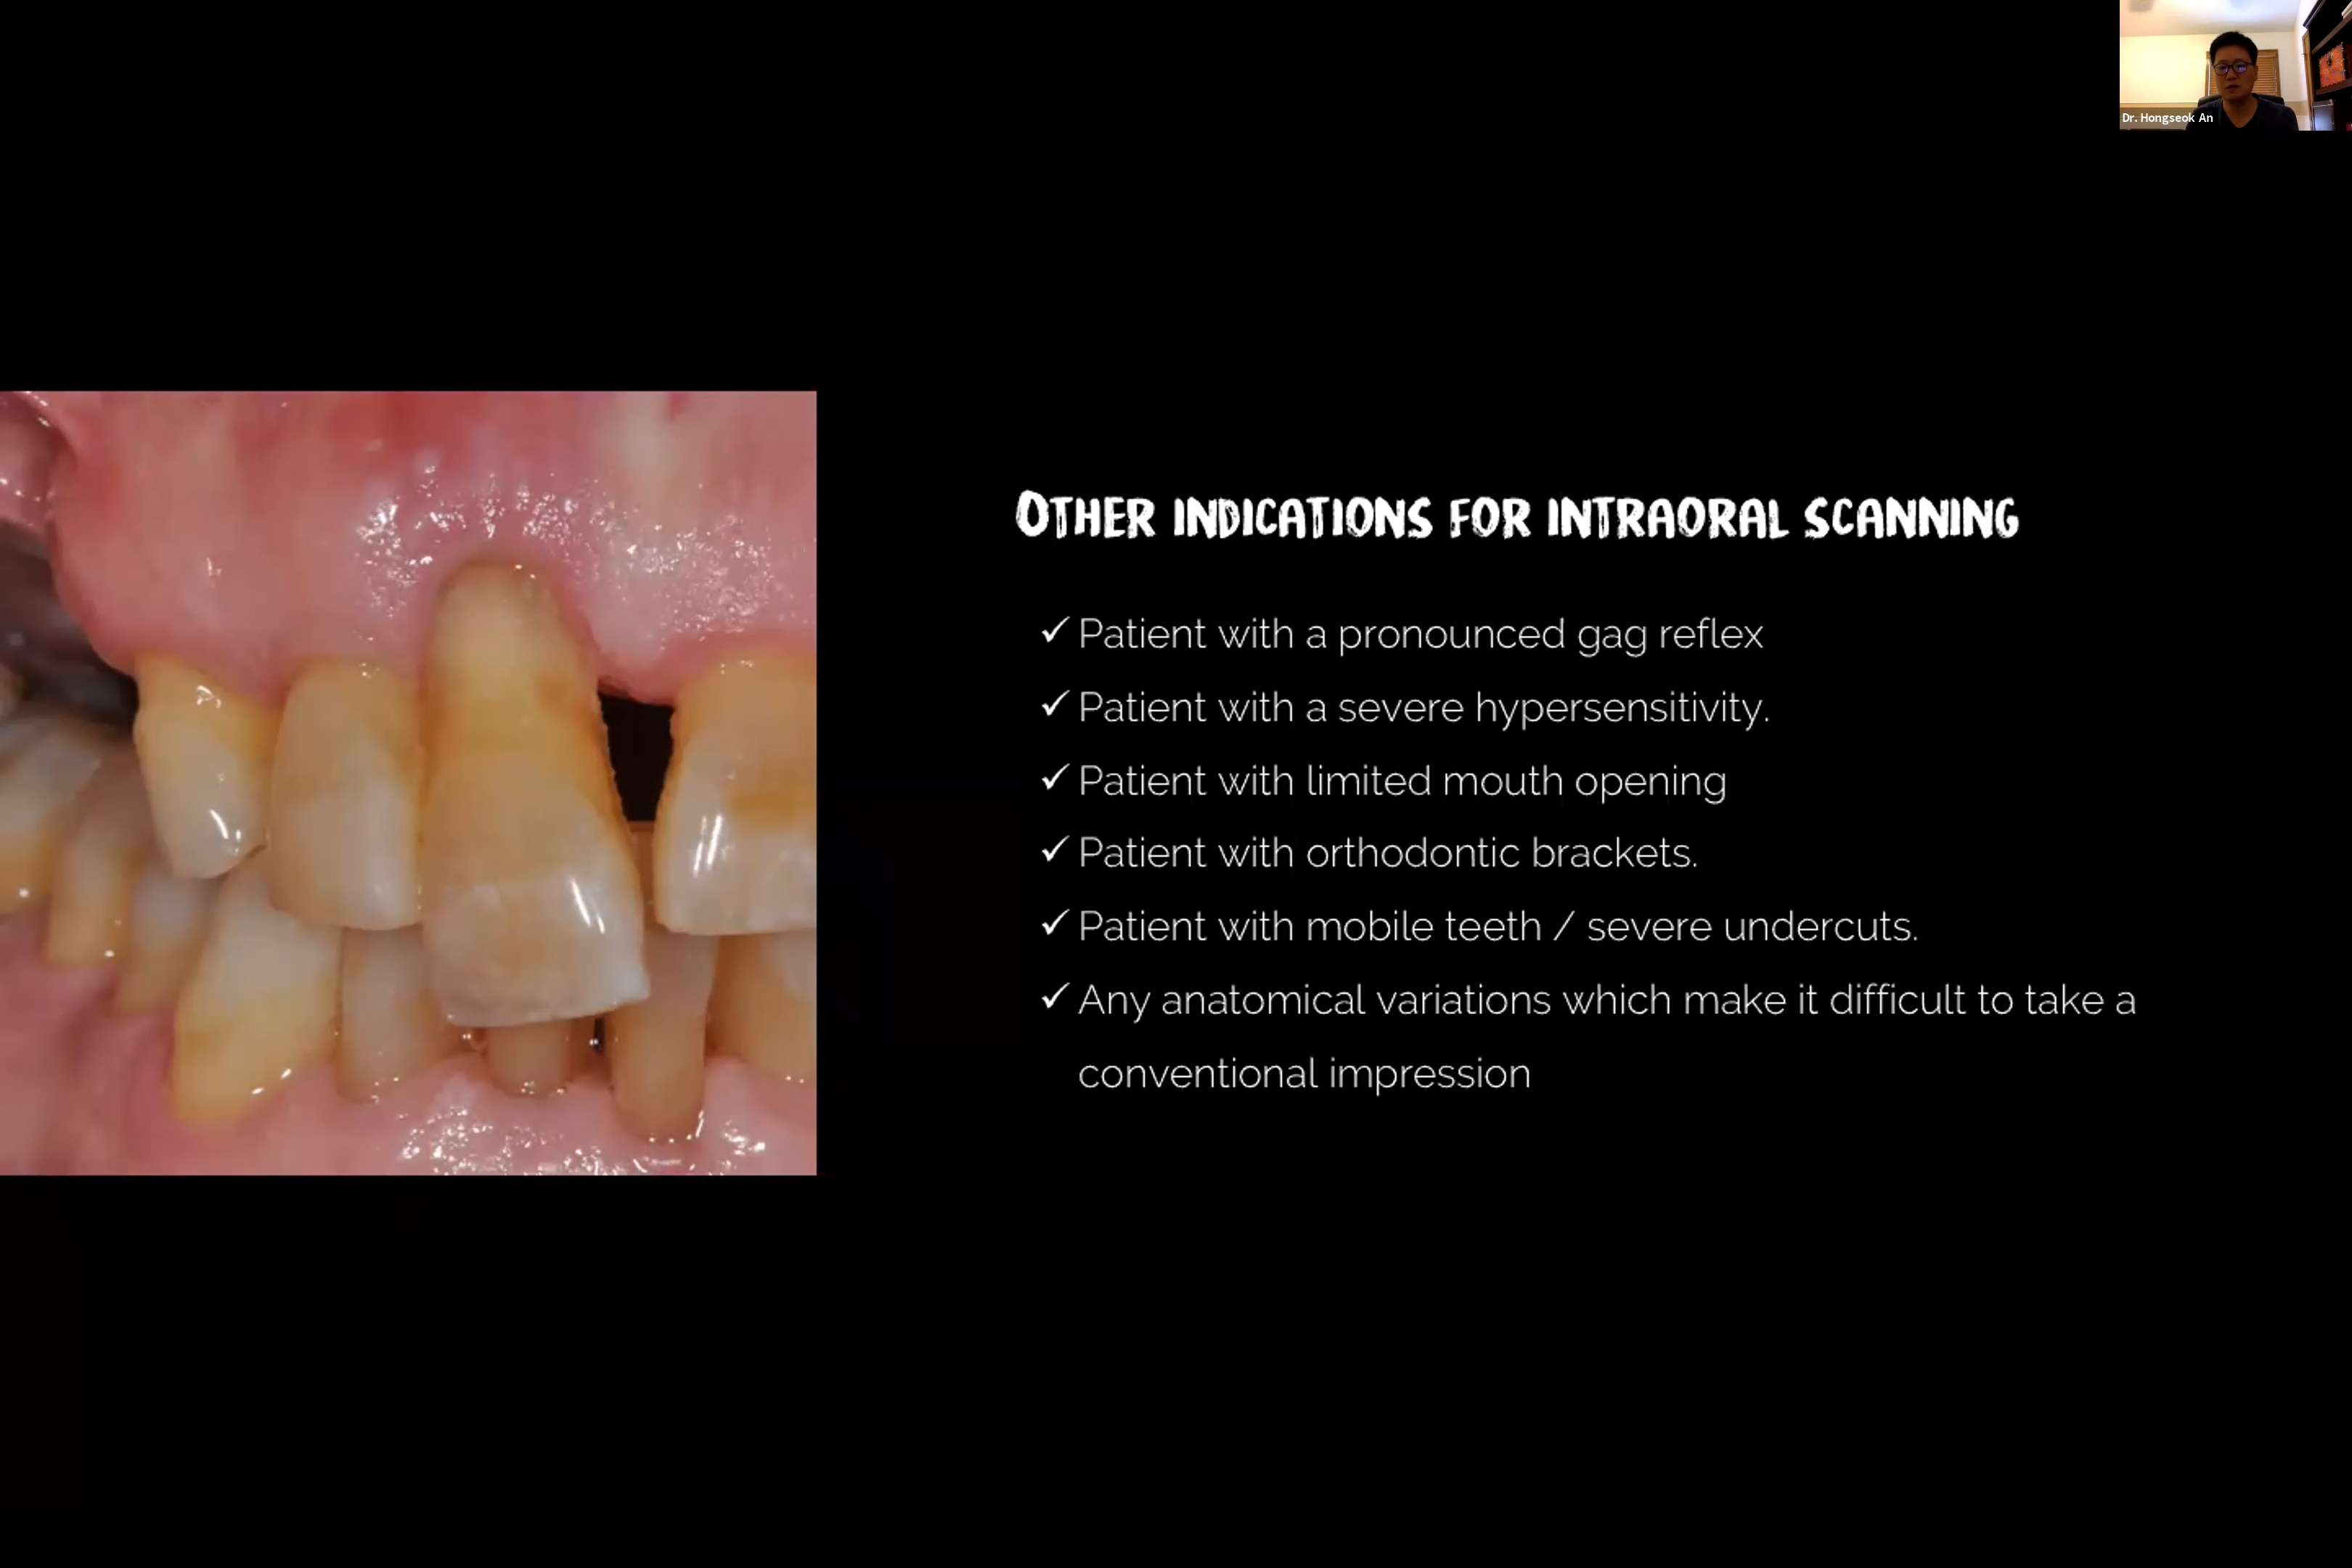 Dr. Hongseok An
OTHER INDICATIONS FOR INTRAORAL SCANNING
✓ Patient with a pronounced gag reflex
✓ Patient with a severe hypersensitivity.
✓ Patient with limited mouth opening
✓ Patient with orthodontic brackets.
✓ Patient with mobile teeth / severe undercuts.
✓ Any anatomical variations which make it difficult to take a
conventional impression